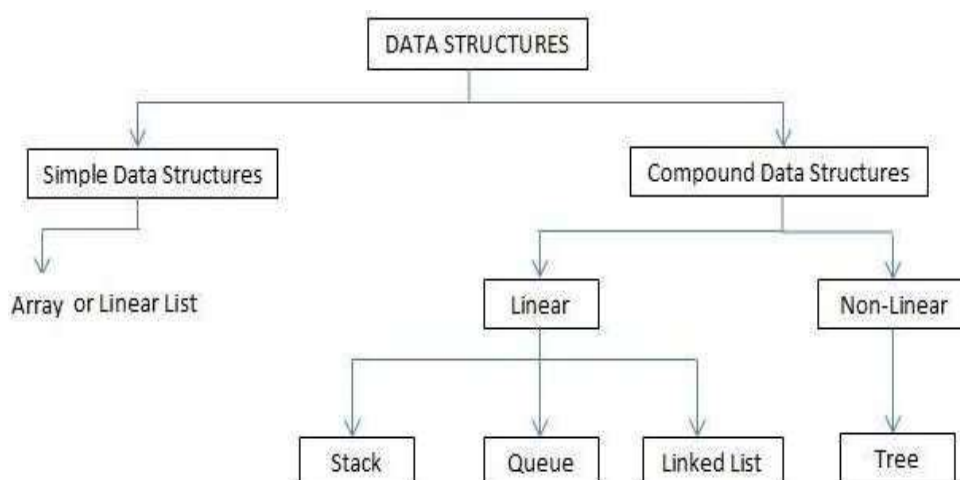 DATA STRUCTURES
Simple Data Structures
Compound Data Structures
Array or Linear List
Linear
Non-Linear
Stack
Queue
Linked List
Tree